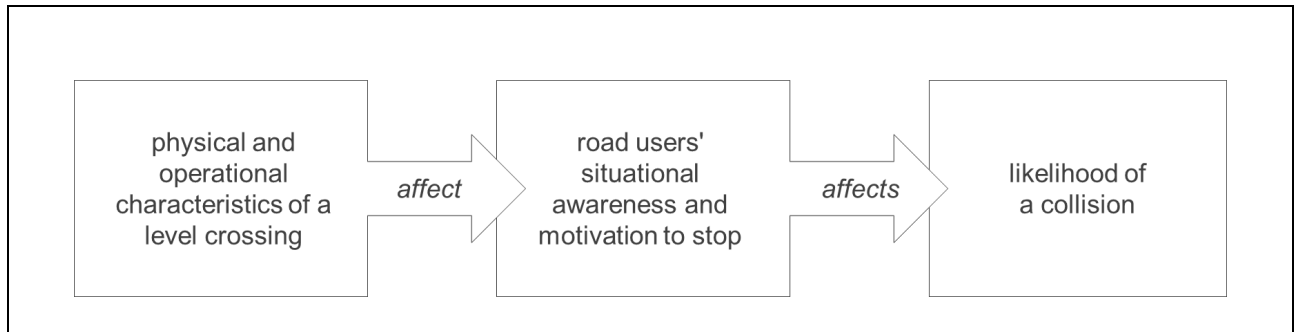 physical and
operational
characteristics of a
level crossing
affect
road users'
situational
awareness and
motivation to stop
affects
likelihood of
a collision